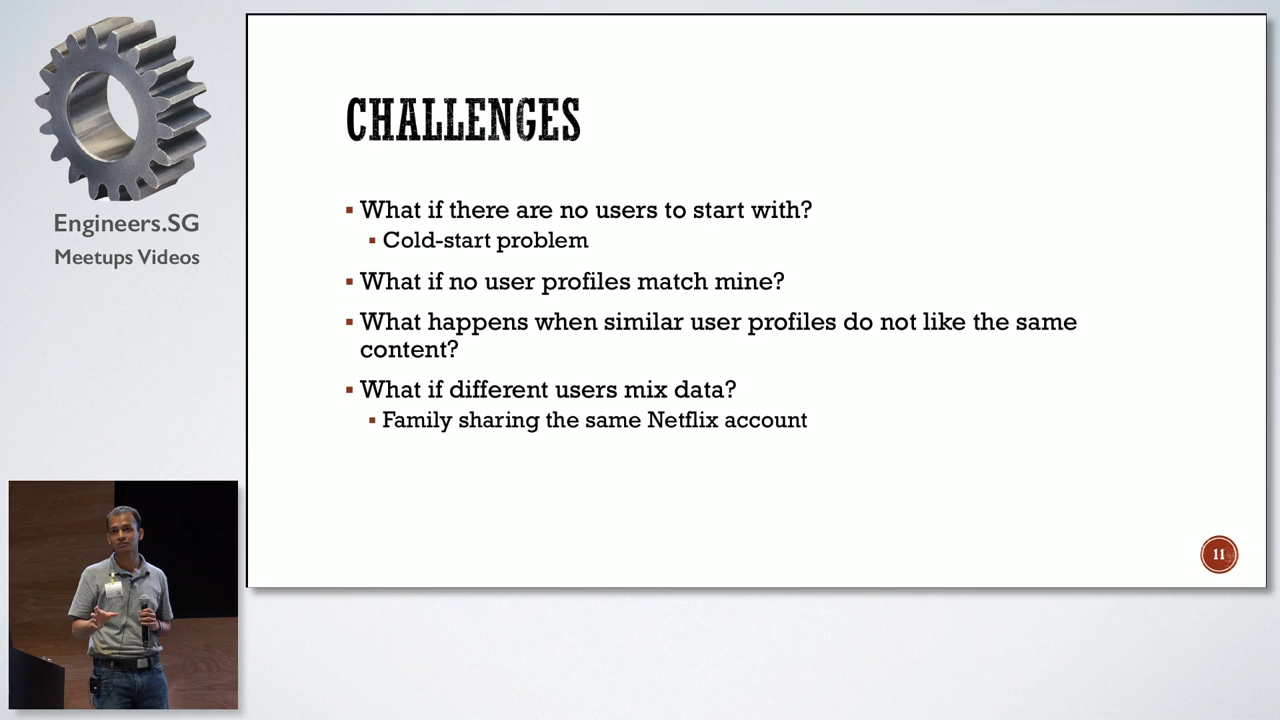 Engineers.SG
Meetups Videos
CHALLENGES
▪ What if there are no users to start with?
▪ Cold-start problem
▪ What if no user profiles match mine?
▪ What happens when similar user profiles do not like the same
content?
▪ What if different users mix data?
▪ Family sharing the same Netflix account
11